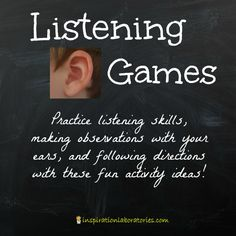 Listening
Games
Practice listening skills,
making observations with your
ears, and following directions
with these fun activity ideas!
inspirationlaboratories.com